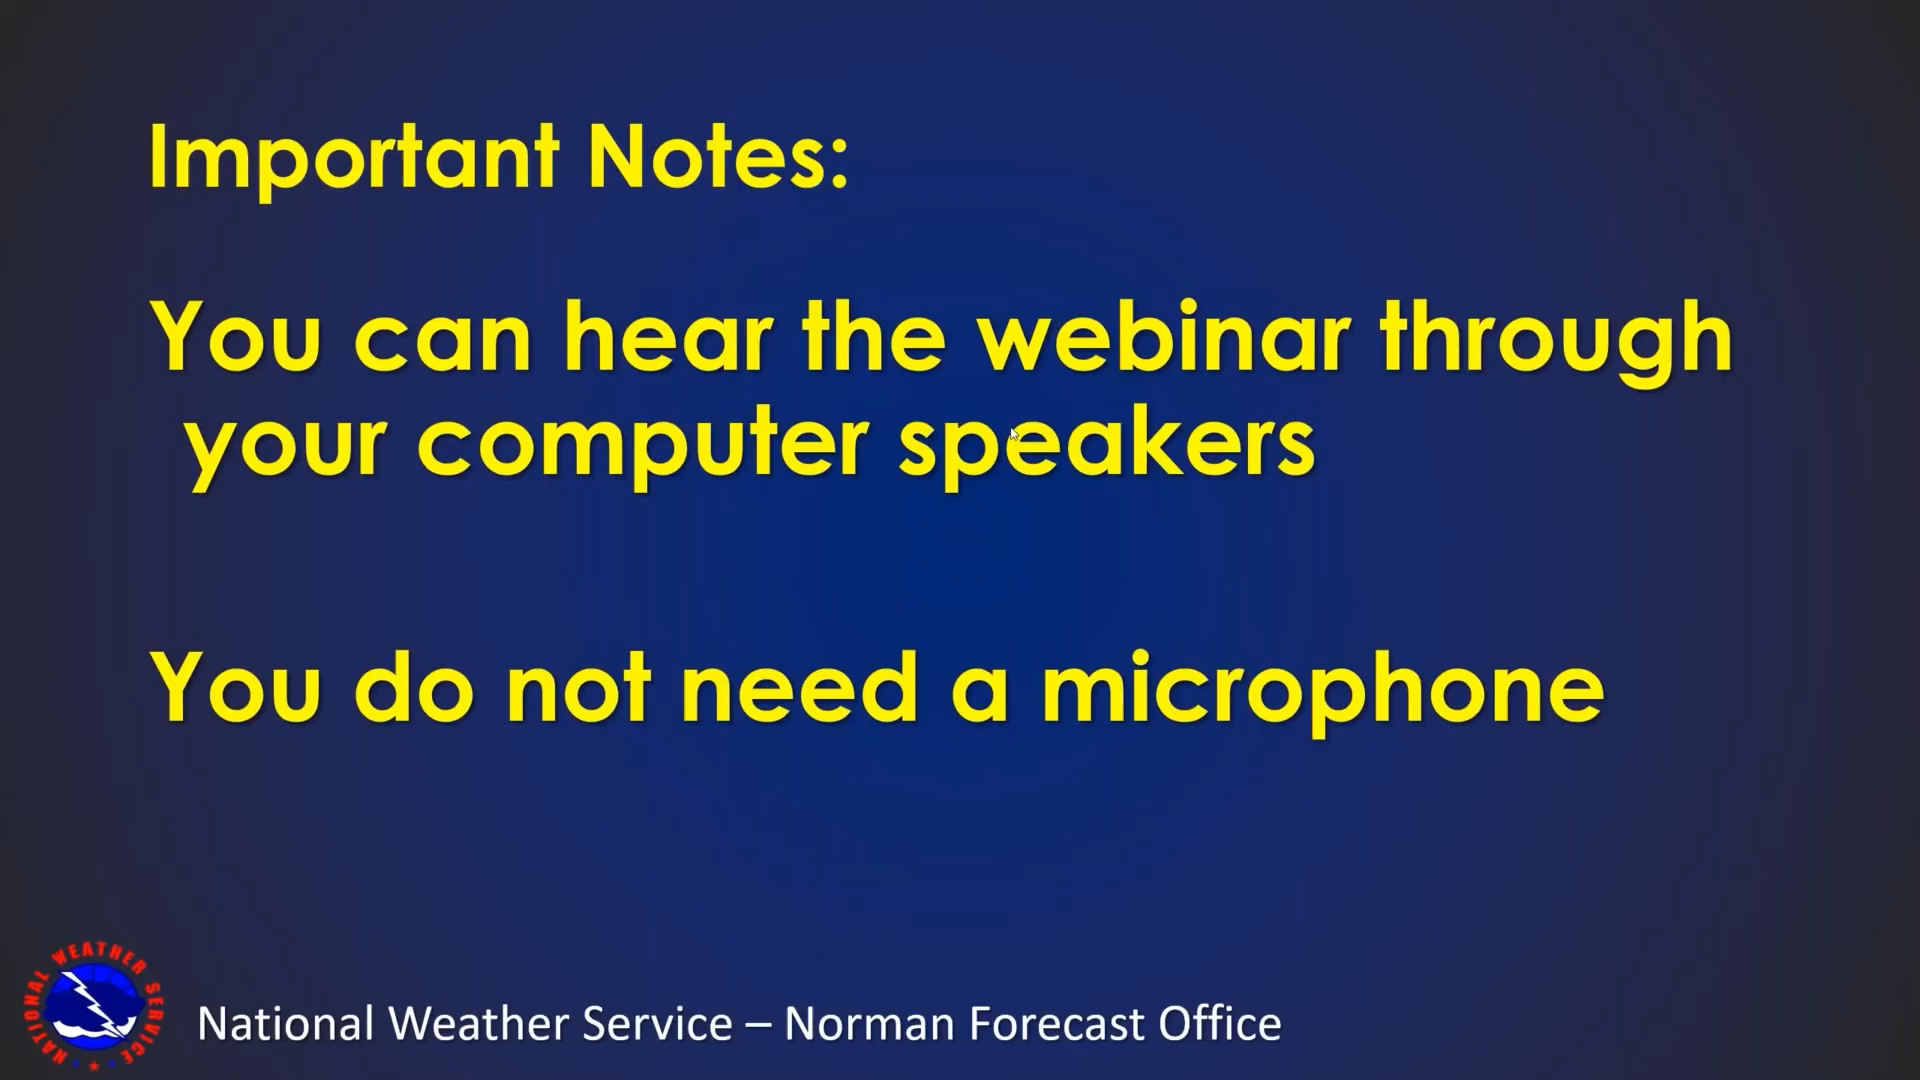 Important Notes:
You can hear the webinar through
your computer speakers
You do not need a microphone
NATIONAL WEATHER SERVICE
National Weather Service – Norman Forecast Office